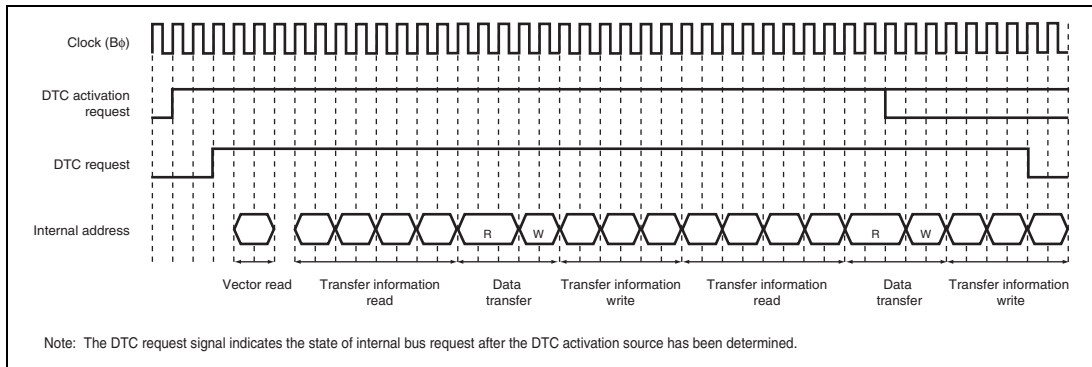 Clock (Bϕ)
DTC activation
request
DTC request
Internal address
R
W
R
W
Vector read
Transfer information
read
Data
transfer
Transfer information
write
Transfer information
read
Data
transfer
Transfer information
write
Note: The DTC request signal indicates the state of internal bus request after the DTC activation source has been determined.